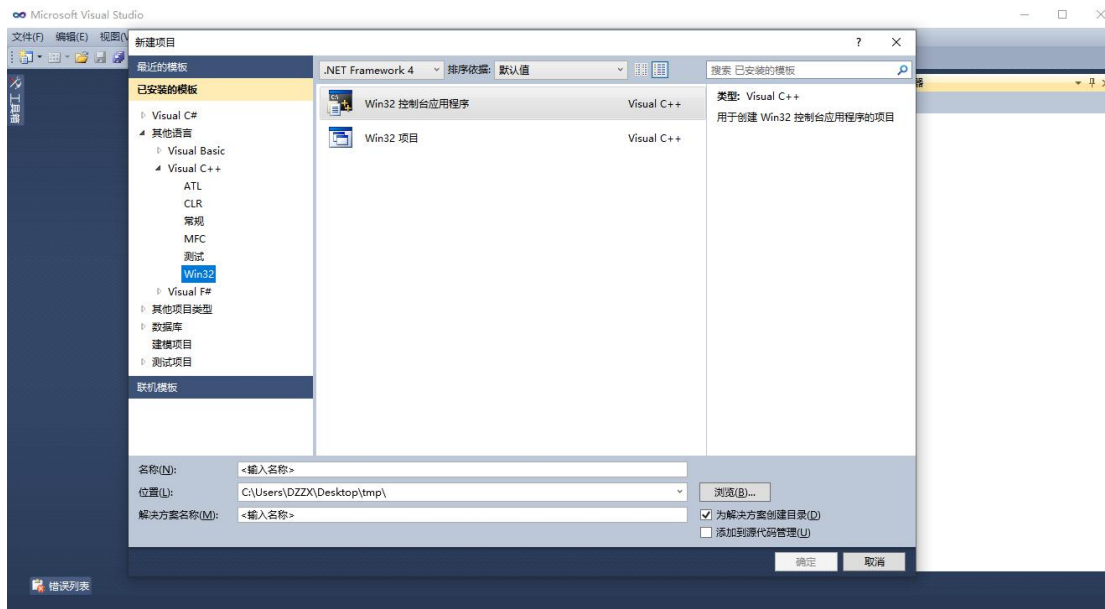 Microsoft Visual Studio
文件(F) 编辑(E) 视图(V
新建项目
最近的模板
.NET Framework 4 排序依据: 默认值 搜索 已安装的模板
已安装的模板
Visual C#
其他语言
Visual Basic
Visual C++
ATL
CLR
常规
MFC
测试
Win32
Visual F#
其他项目类型
数据库
建模项目
测试项目
联机模板
Win32 控制台应用程序 Visual C++
Win32 项目 Visual C++
类型: Visual C++
用于创建 Win32 控制台应用程序的项目
工具箱
名称(N): <输入名称>
位置(L): C:\Users\DZZX\Desktop\tmp\ 浏览(B)...
解决方案名称(M): <输入名称> 为解决方案创建目录(D)
添加到源代码管理(U)
确定 取消
错误列表